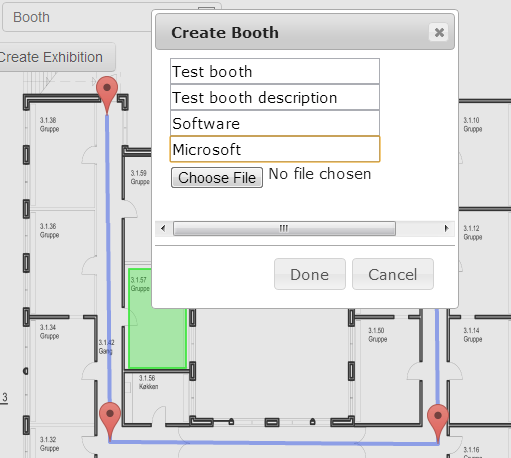 Booth
Create Exhibition
Create Booth
Test booth
Test booth description
Software
Microsoft
Choose File No file chosen
Done Cancel
3.1.38
Gruppe
3.1.59
Gruppe
3.1.36
Gruppe
3.1.10
Gruppe
3.1.12
Gruppe
3.1.57
Gruppe
3.1.34
Gruppe
3.1.42
Gang
3.1.50
Gruppe
3.1.14
Gruppe
3.1.56
Køkken
3
3.1.32
Gruppe
3.1.16
Gruppe